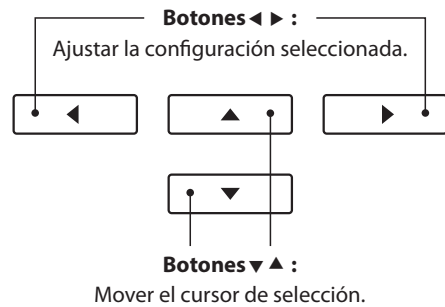 Botones ◀ ▶ :
Ajustar la configuración seleccionada.
◀ ▲ ▶
▼
Botones ▼ ▲ :
Mover el cursor de selección.